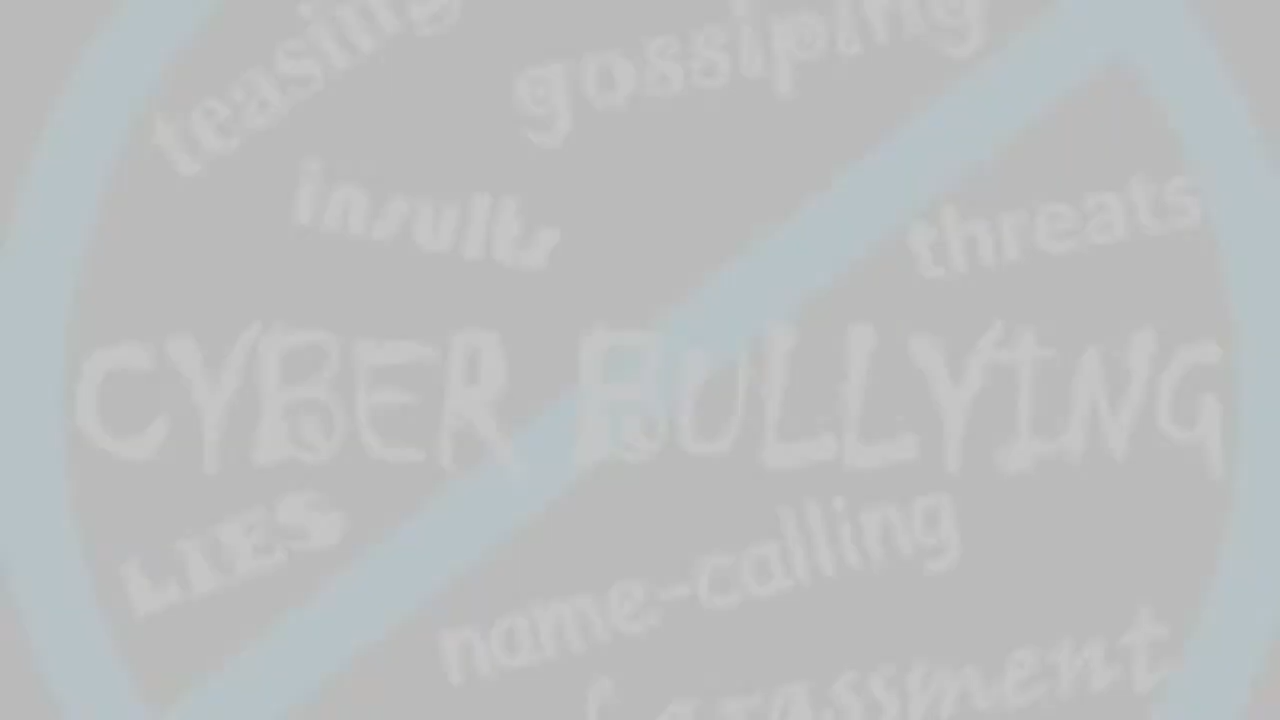 teasing
gossiping
insults
threats
CYBER BULLYING
LIES
name-calling
harassment